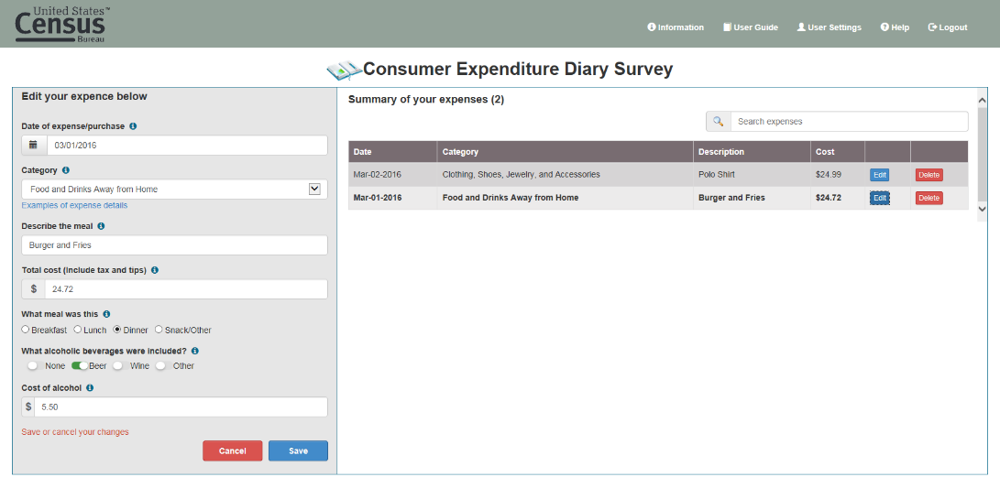 United States™
Census
Bureau
Information
User Guide
User Settings
Help
Logout
Consumer Expenditure Diary Survey
Edit your expence below
Date of expense/purchase
03/01/2016
Category
Food and Drinks Away from Home
Examples of expense details
Describe the meal
Burger and Fries
Total cost (include tax and tips)
$ 24.72
What meal was this
Breakfast Lunch Dinner Snack/Other
What alcoholic beverages were included?
None Beer Wine Other
Cost of alcohol
$ 5.50
Save or cancel your changes
Cancel Save
Summary of your expenses (2)
Search expenses
Date Category Description Cost
Mar-02-2016 Clothing, Shoes, Jewelry, and Accessories Polo Shirt $24.99 Edit Delete
Mar-01-2016 Food and Drinks Away from Home Burger and Fries $24.72 Edit Delete